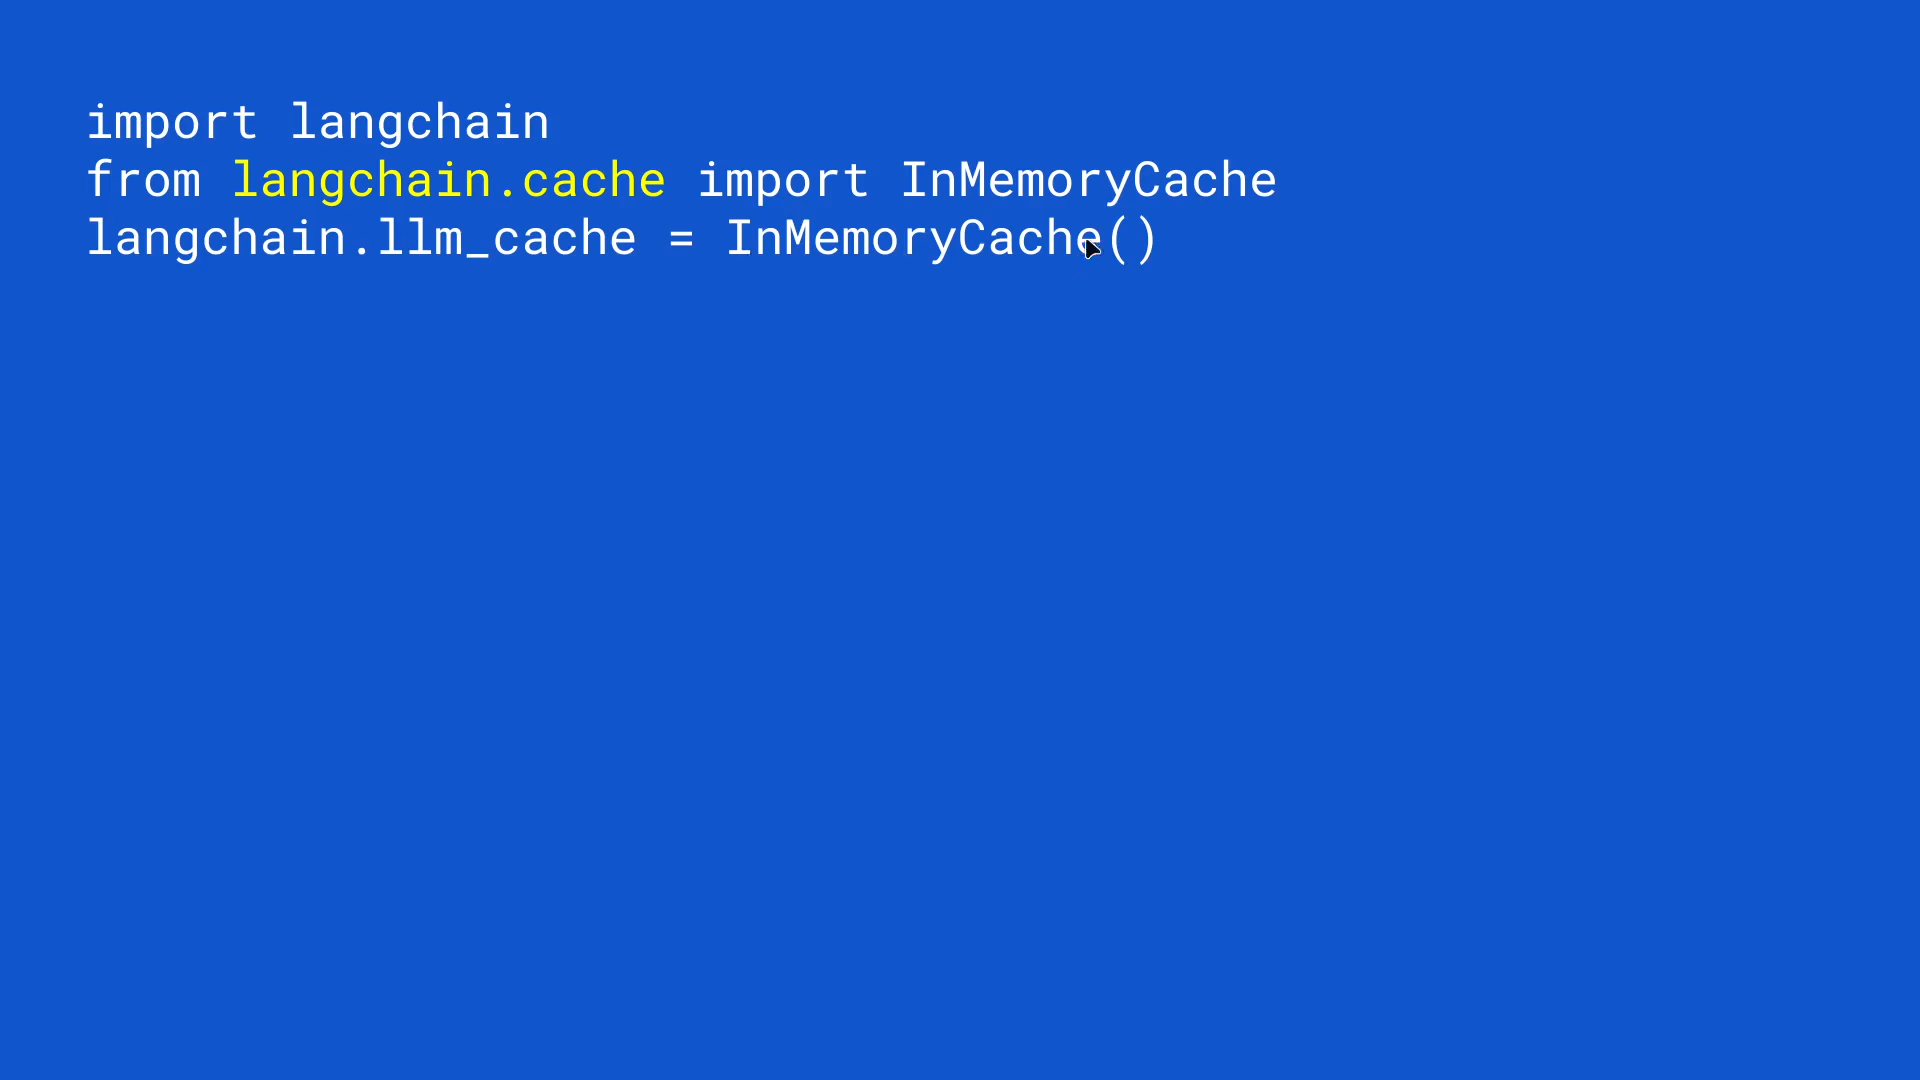 import langchain
from langchain.cache import InMemoryCache
langchain.llm_cache = InMemoryCache()